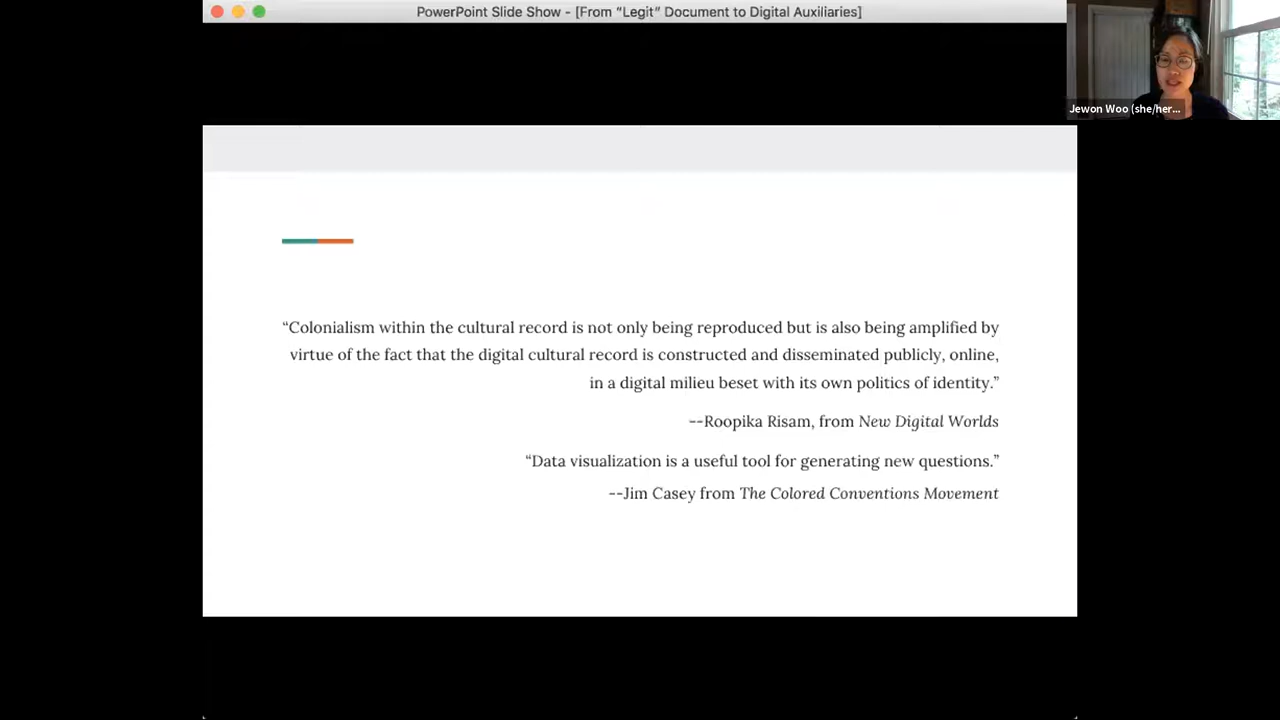 PowerPoint Slide Show - [From “Legit” Document to Digital Auxiliaries]
Jewon Woo (she/her...
“Colonialism within the cultural record is not only being reproduced but is also being amplified by
virtue of the fact that the digital cultural record is constructed and disseminated publicly, online,
in a digital milieu beset with its own politics of identity.”
--Roopika Risam, from New Digital Worlds
“Data visualization is a useful tool for generating new questions.”
--Jim Casey from The Colored Conventions Movement